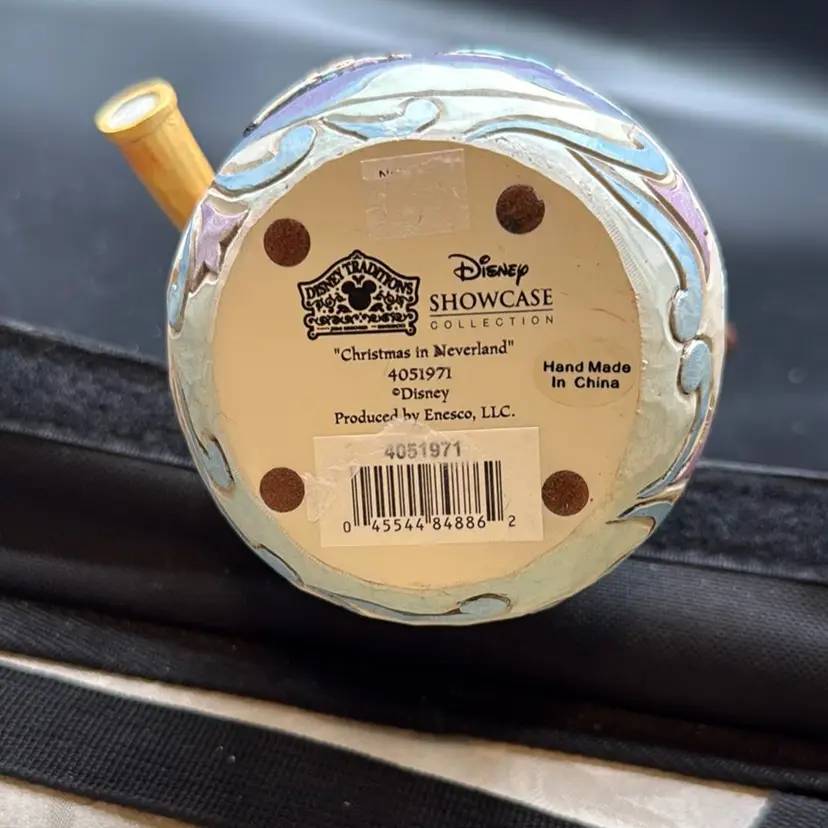 DISNEY TRADITIONS
Disney
SHOWCASE
COLLECTION
"Christmas in Neverland"
4051971
©Disney
Produced by Enesco, LLC.
Hand Made
In China
4051971
0 45544 84886 2